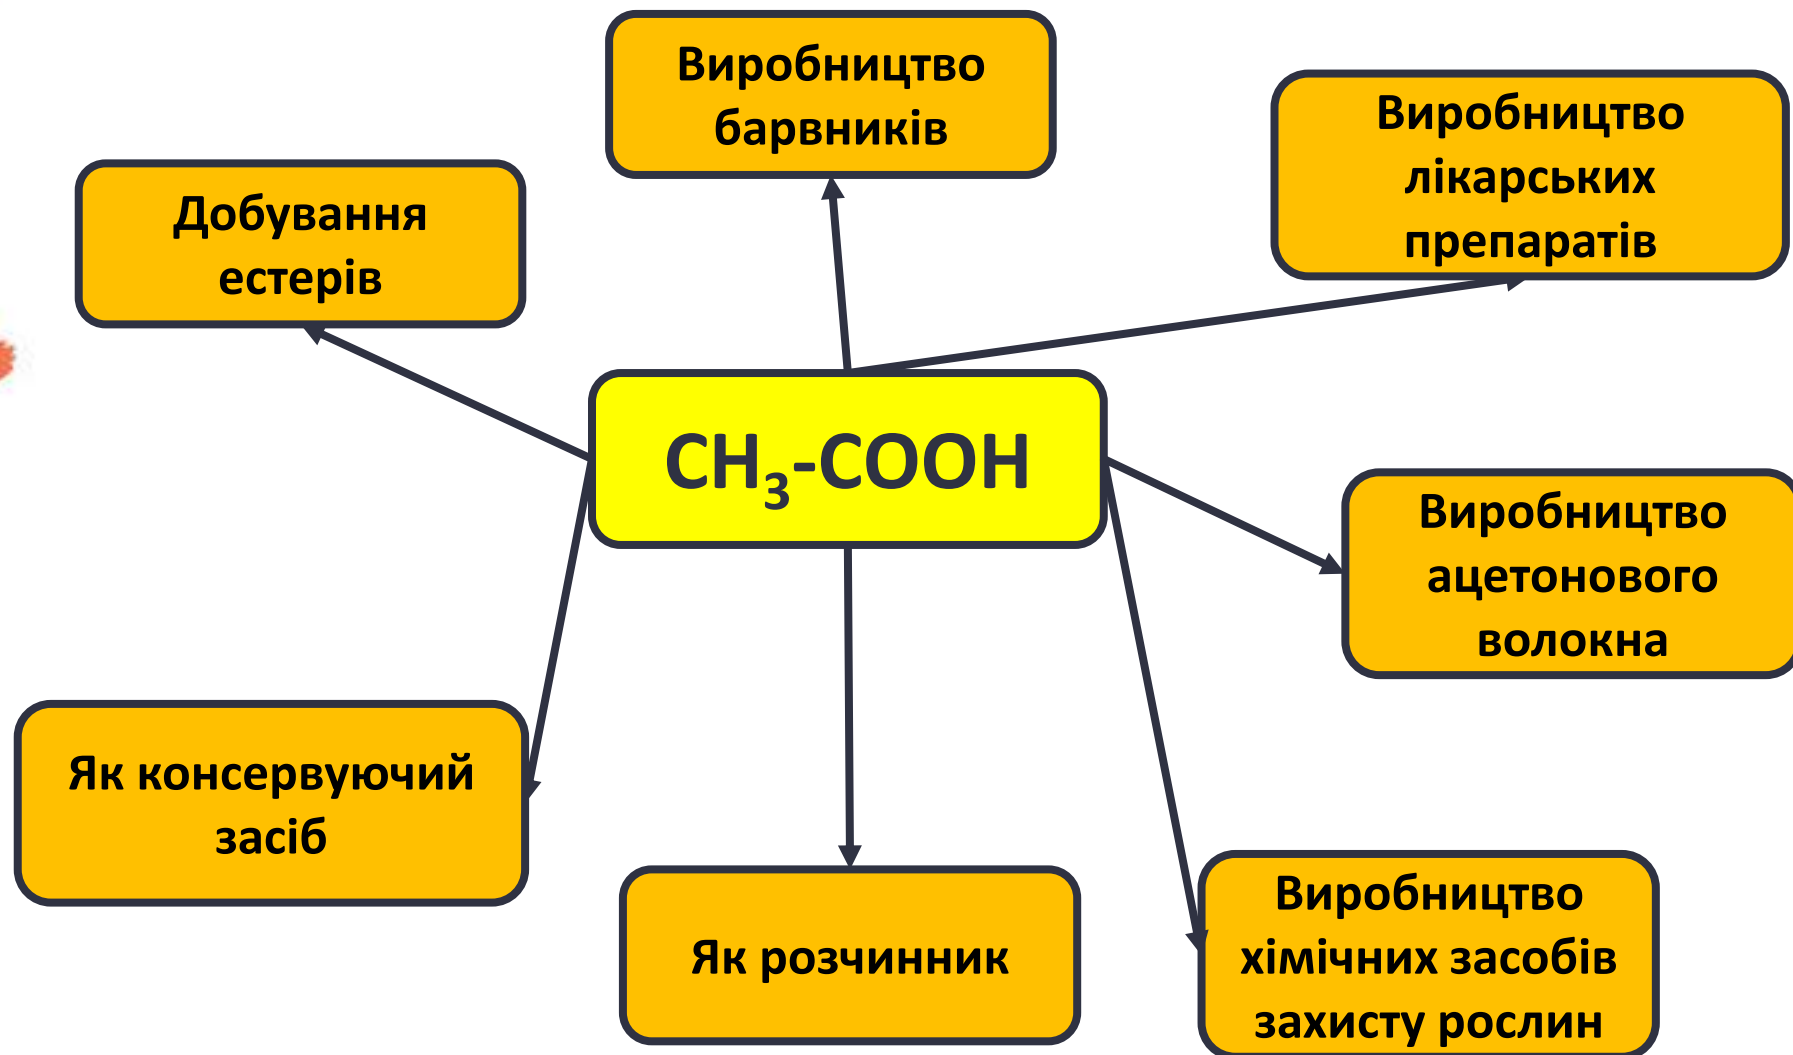 Виробництво
барвників
Виробництво
лікарських
препаратів
Добування
естерів
CH₃-COOH
Виробництво
ацетонового
волокна
Як консервуючий
засіб
Як розчинник
Виробництво
хімічних засобів
захисту рослин